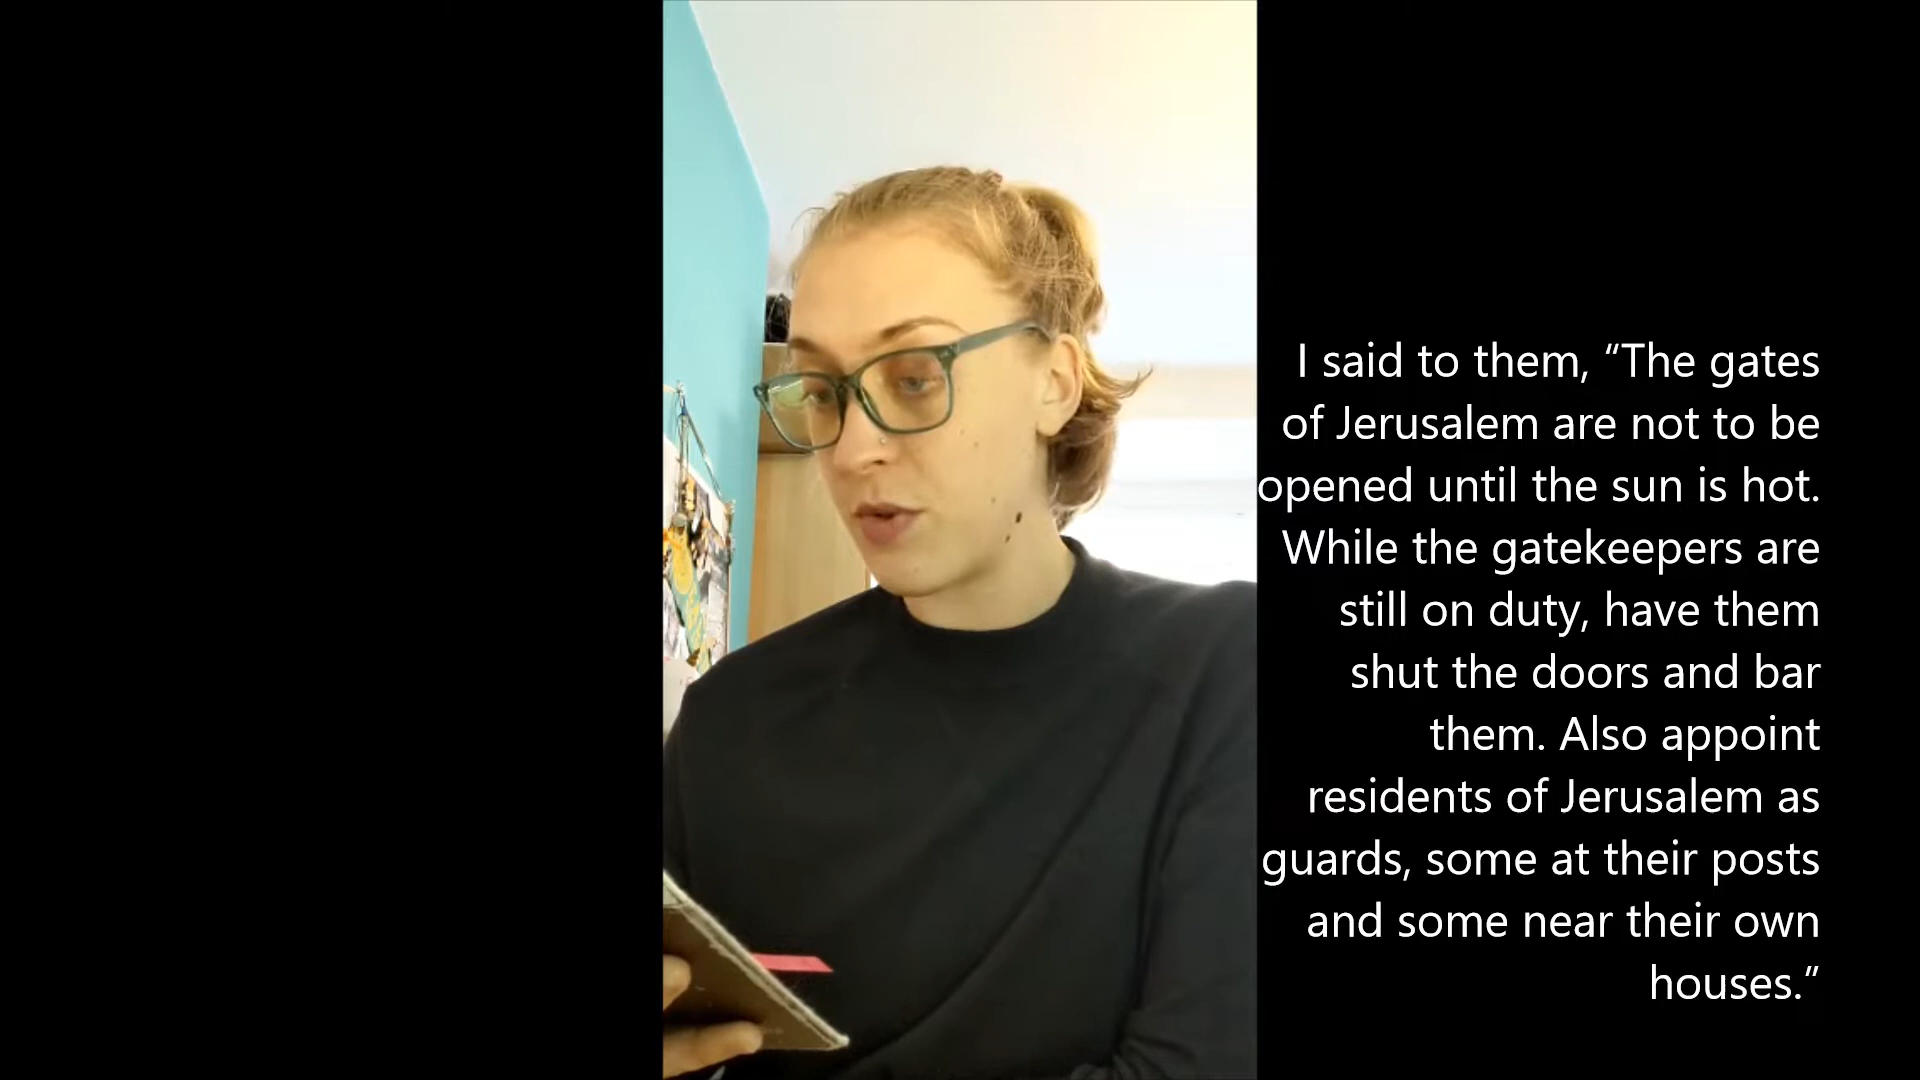 I said to them, “The gates
of Jerusalem are not to be
opened until the sun is hot.
While the gatekeepers are
still on duty, have them
shut the doors and bar
them. Also appoint
residents of Jerusalem as
guards, some at their posts
and some near their own
houses.”